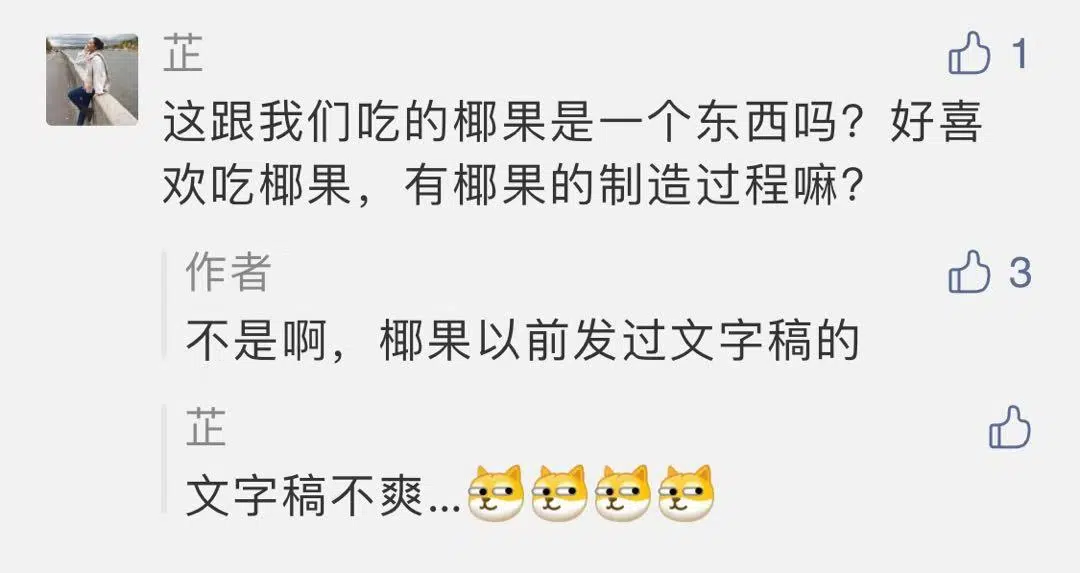 芷
1
这跟我们吃的椰果是一个东西吗？好喜
欢吃椰果，有椰果的制造过程嘛？
作者
3
不是啊，椰果以前发过文字稿的
芷
文字稿不爽...